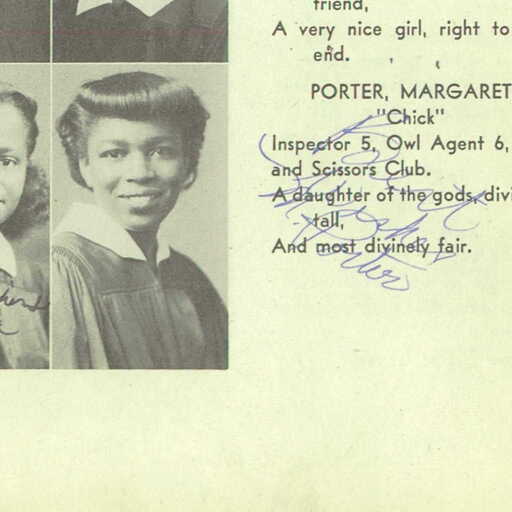 friend,
A very nice girl, right to
end.
PORTER, MARGARET
"Chick"
Inspector 5, Owl Agent 6,
and Scissors Club.
A daughter of the gods, divi
tall,
And most divinely fair.
Porter